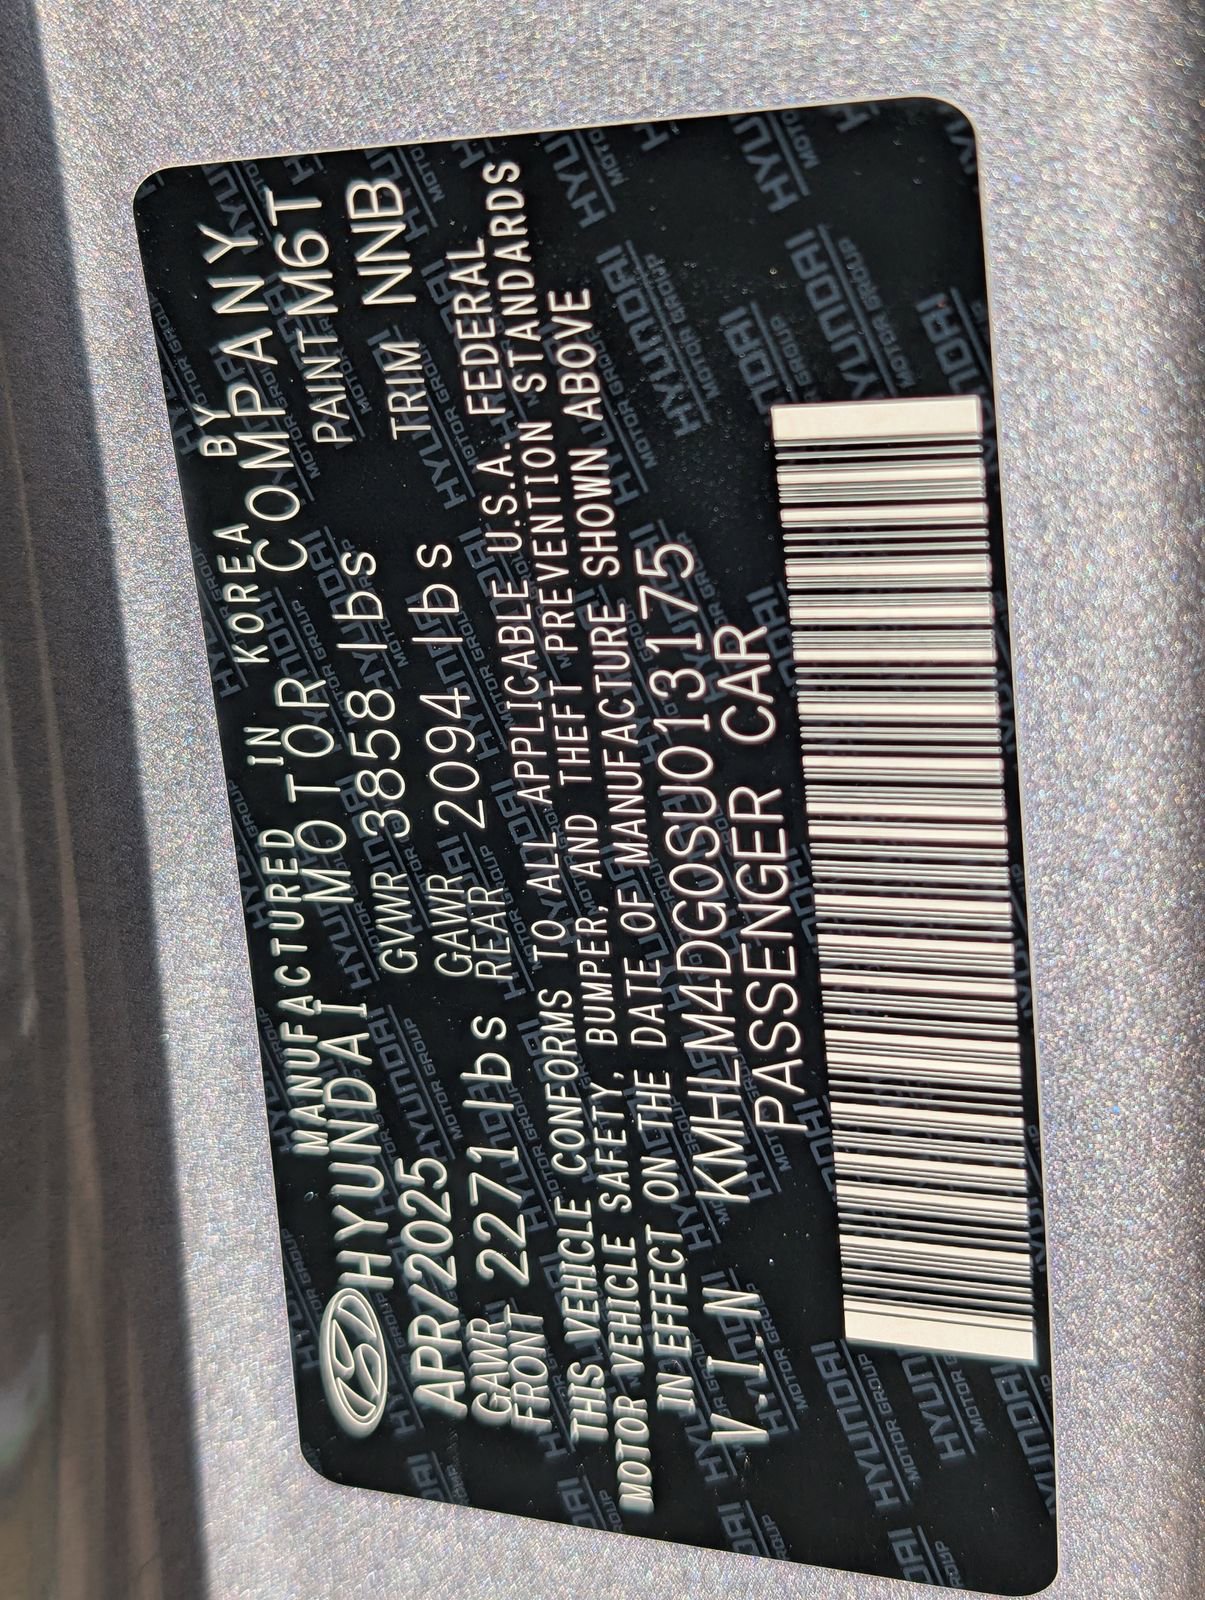 MANUFACTURED IN KOREA BY
HYUNDAI MOTOR COMPANY
APR/2025 GVWR 3858 lbs PAINT M6T
GAWR FRONT 2271 lbs GAWR REAR 2094 lbs TRIM NNB
THIS VEHICLE CONFORMS TO ALL APPLICABLE U.S.A. FEDERAL
MOTOR VEHICLE SAFETY, BUMPER, AND THEFT PREVENTION STANDARDS
IN EFFECT ON THE DATE OF MANUFACTURE SHOWN ABOVE
V.I.N KMHLM4DG0SU013175
PASSENGER CAR
HYUNDAI
MOTOR GROUP